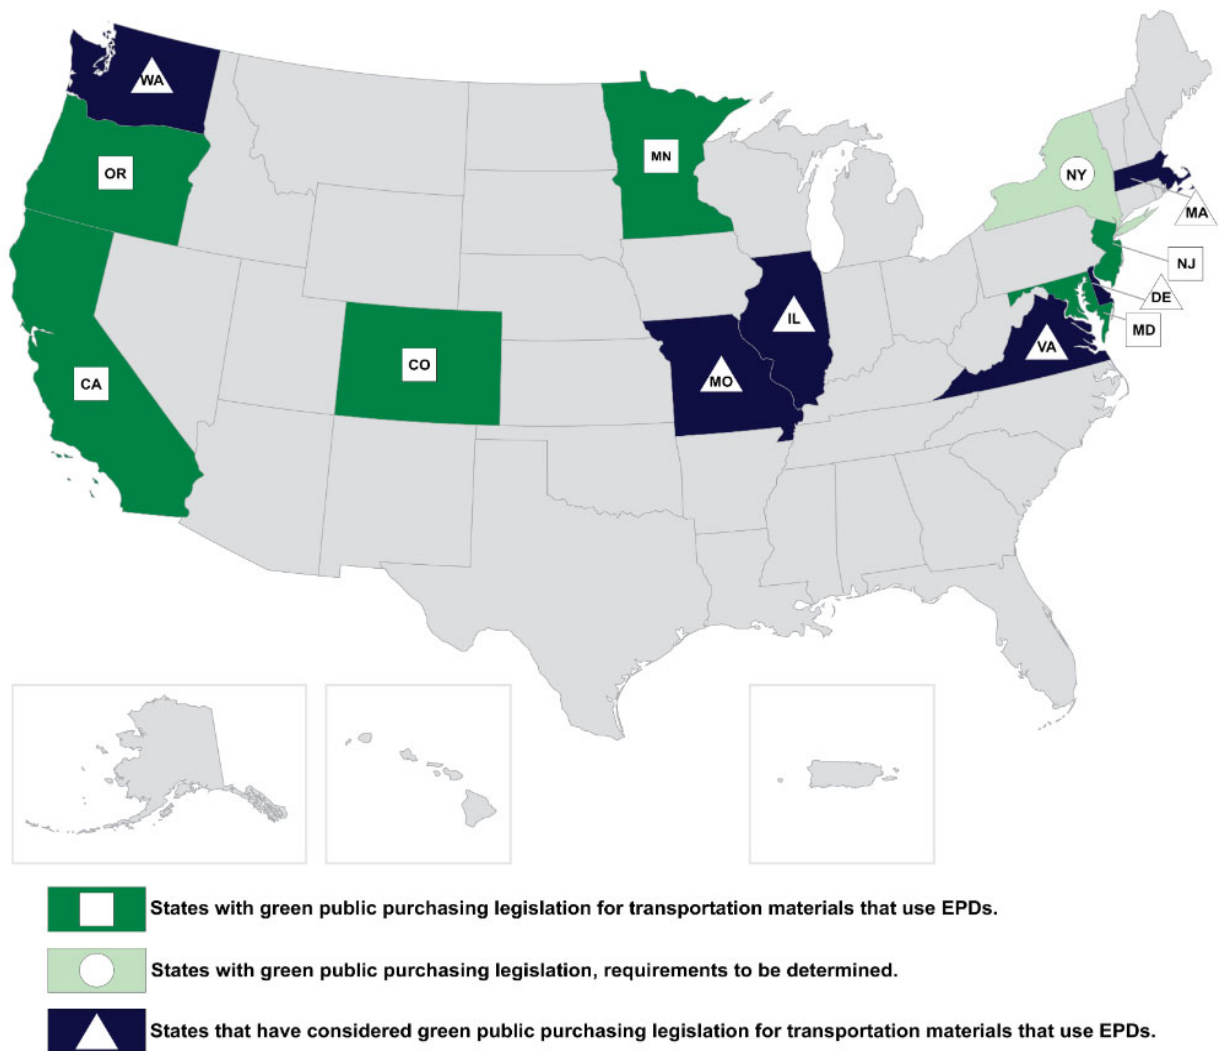 WA
OR
MN
NY
MA
NJ
DE
MD
IL
VA
CO
MO
CA
States with green public purchasing legislation for transportation materials that use EPDs.
States with green public purchasing legislation, requirements to be determined.
States that have considered green public purchasing legislation for transportation materials that use EPDs.